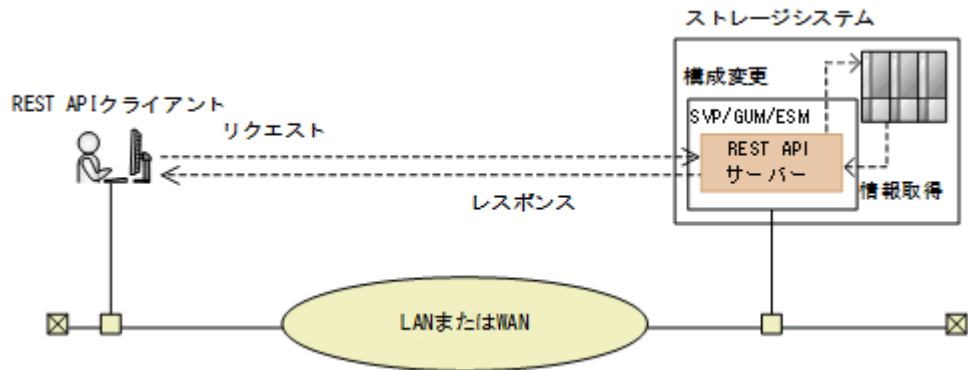 ストレージシステム
構成変更
REST APIクライアント
SVP/GUM/ESM
リクエスト
REST API
サーバー
情報取得
レスポンス
LANまたはWAN